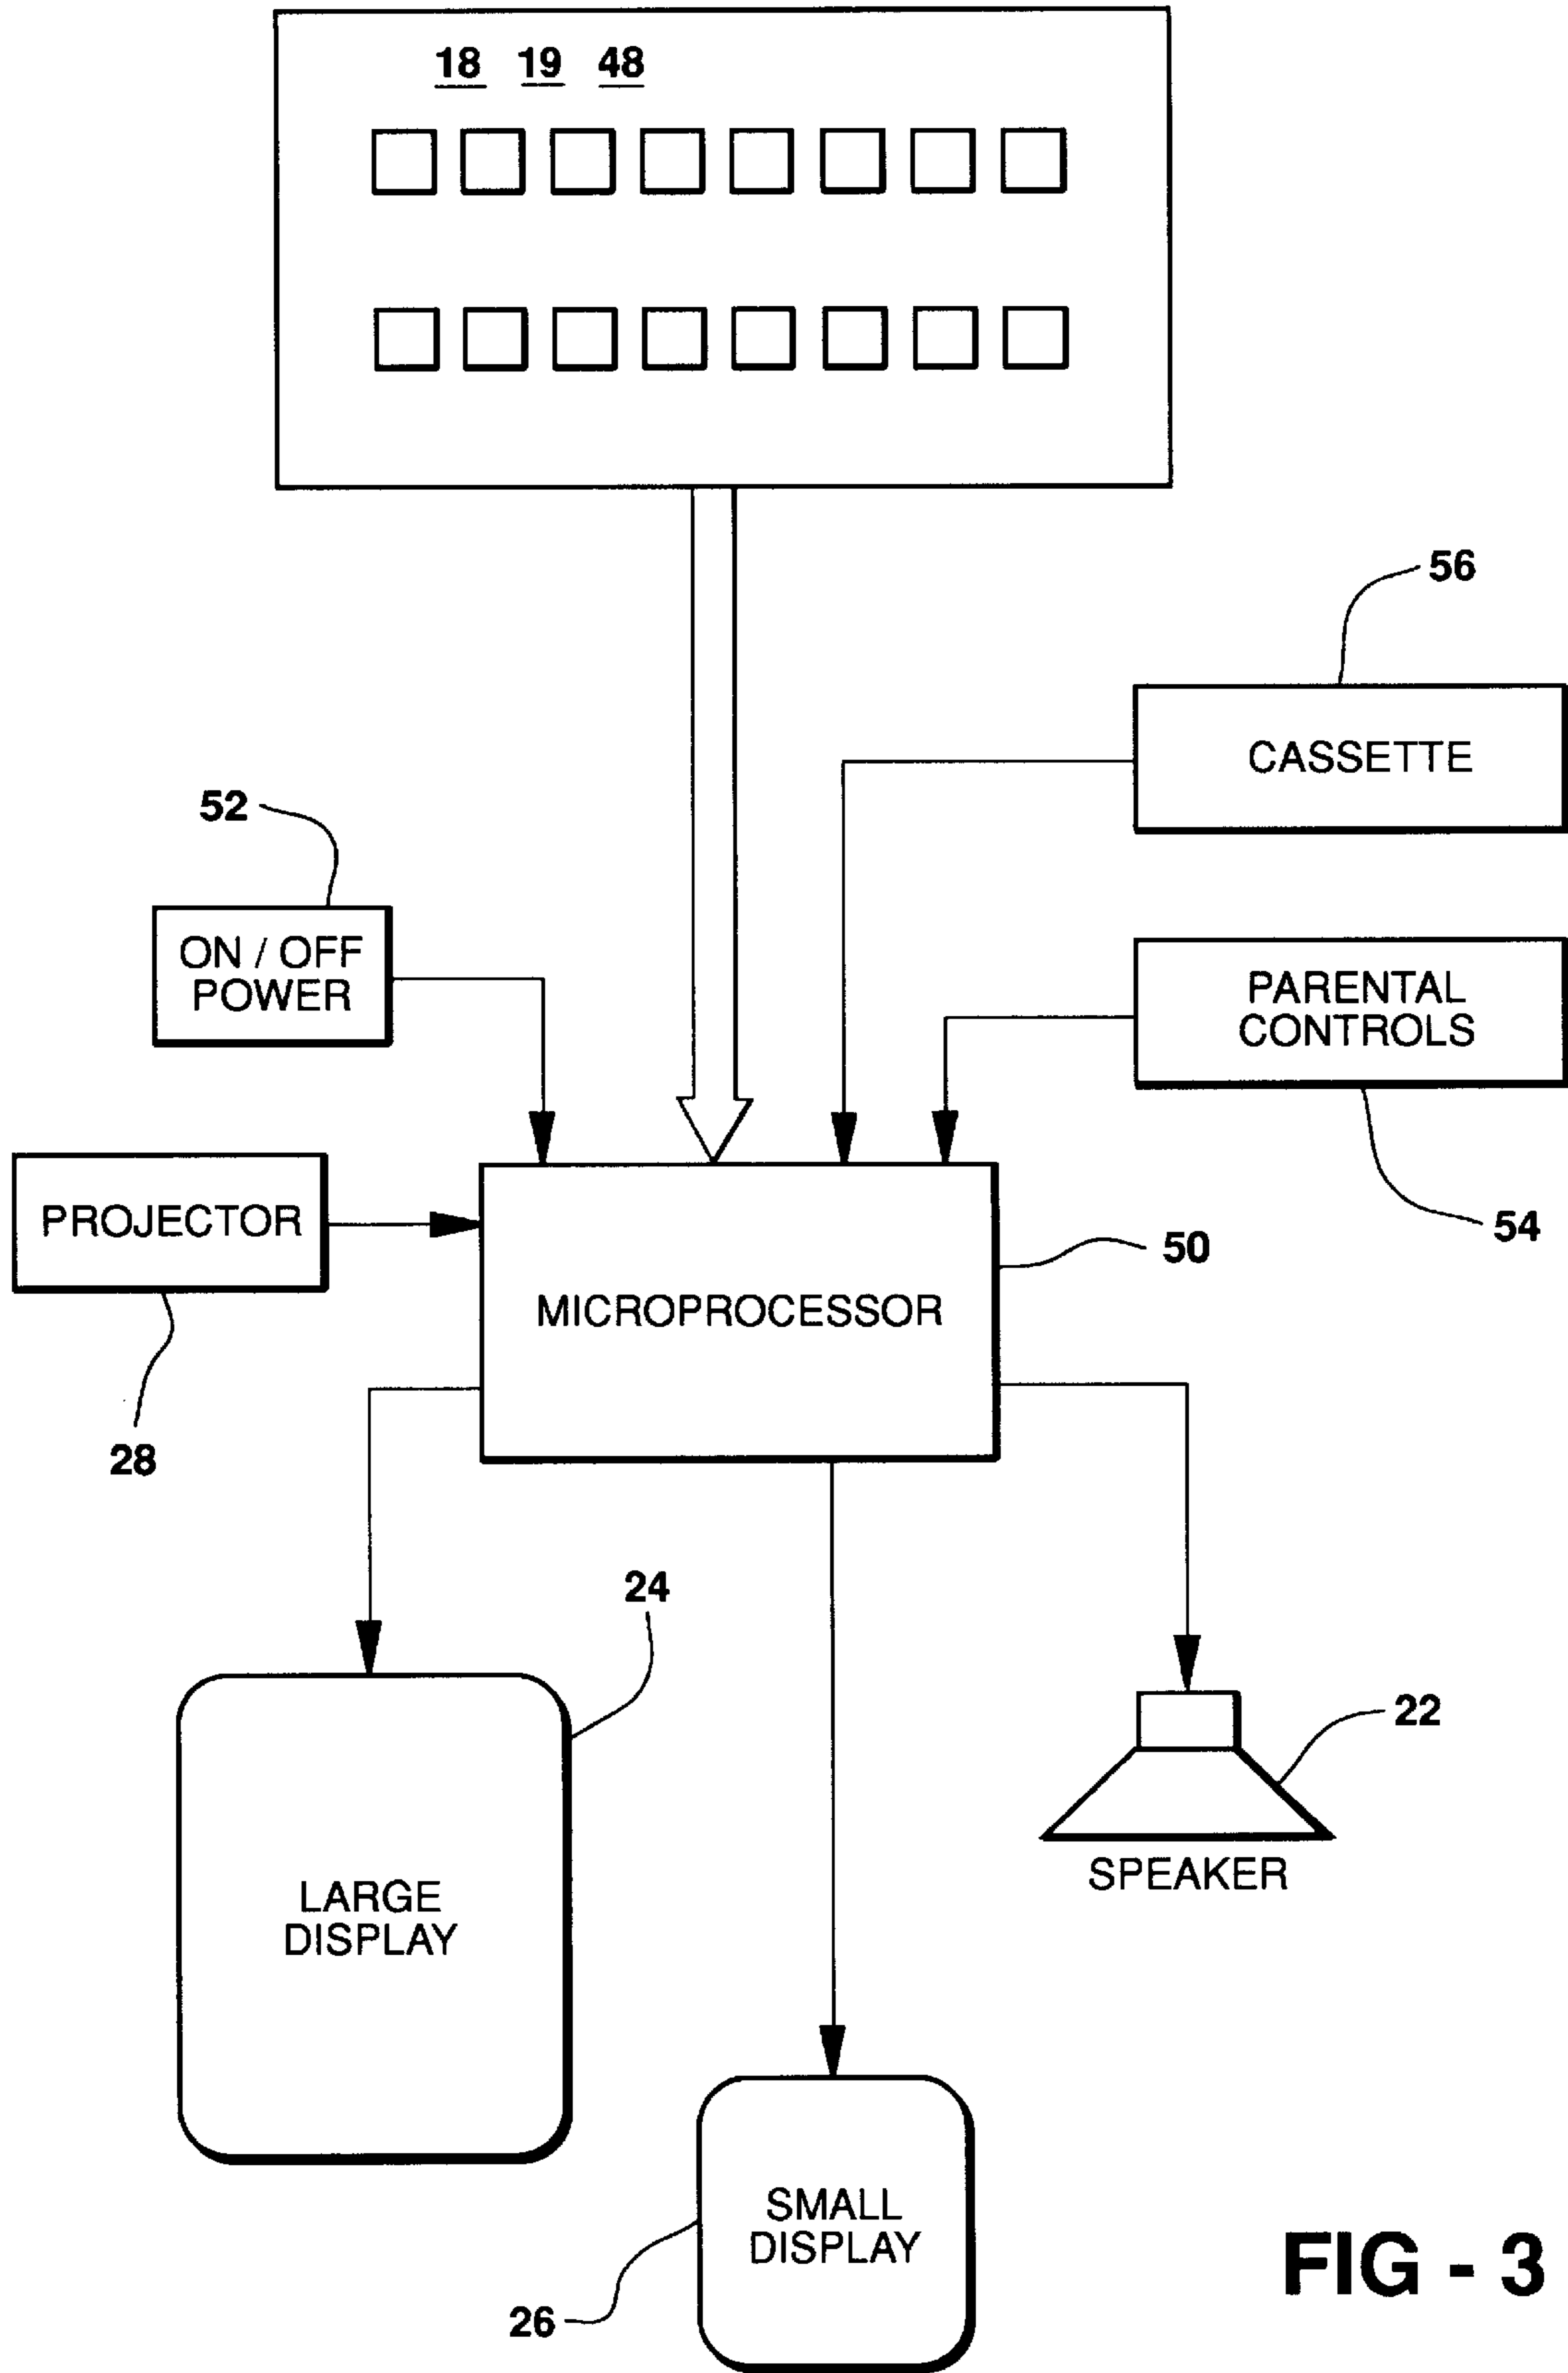 18 19 48
56
CASSETTE
52
ON / OFF
POWER
PARENTAL
CONTROLS
54
PROJECTOR
50
MICROPROCESSOR
28
24
22
SPEAKER
LARGE
DISPLAY
SMALL
DISPLAY
26
FIG - 3